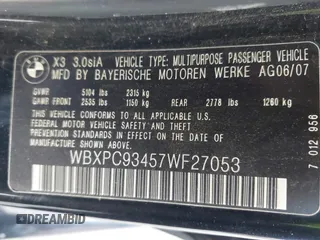 BMW
X3 3.0siA VEHICLE TYPE: MULTIPURPOSE PASSENGER VEHICLE
MFD BY BAYERISCHE MOTOREN WERKE AG06/07
GVWR 5104 lbs 2315 kg
GAWR FRONT 2535 lbs 1150 kg GAWR REAR 2778 lbs 1260 kg
THIS VEHICLE CONFORMS TO ALL APPLICABLE
FEDERAL MOTOR VEHICLE SAFETY, BUMPER, AND
THEFT PREVENTION STANDARDS IN EFFECT ON THE
DATE OF MANUFACTURE SHOWN ABOVE
WBXPC93457WF27053
7 012 956
DREAMBID